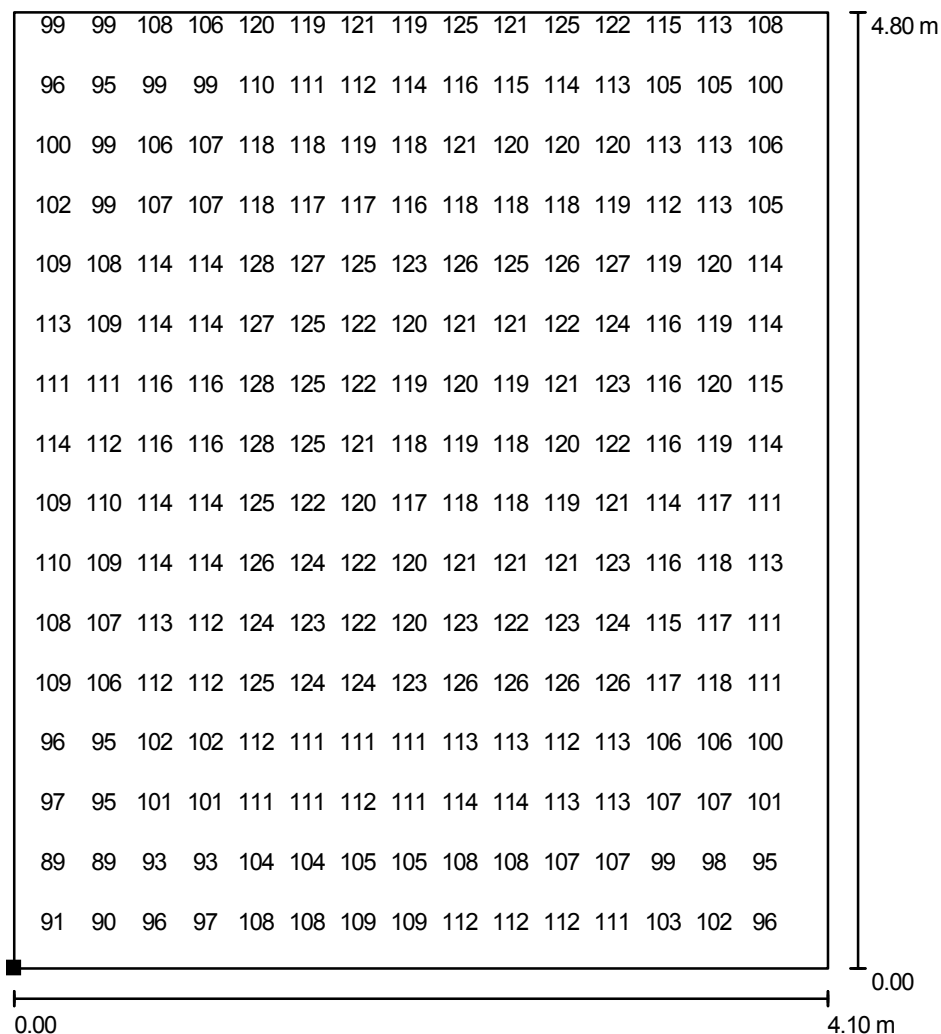 99 99 108 106 120 119 121 119 125 121 125 122 115 113 108
4.80 m
96 95 99 99 110 111 112 114 116 115 114 113 105 105 100
100 99 106 107 118 118 119 118 121 120 120 120 113 113 106
102 99 107 107 118 117 117 116 118 118 118 119 112 113 105
109 108 114 114 128 127 125 123 126 125 126 127 119 120 114
113 109 114 114 127 125 122 120 121 121 122 124 116 119 114
111 111 116 116 128 125 122 119 120 119 121 123 116 120 115
114 112 116 116 128 125 121 118 119 118 120 122 116 119 114
109 110 114 114 125 122 120 117 118 118 119 121 114 117 111
110 109 114 114 126 124 122 120 121 121 121 123 116 118 113
108 107 113 112 124 123 122 120 123 122 123 124 115 117 111
109 106 112 112 125 124 124 123 126 126 126 126 117 118 111
96 95 102 102 112 111 111 111 113 113 112 113 106 106 100
97 95 101 101 111 111 112 111 114 114 113 113 107 107 101
89 89 93 93 104 104 105 105 108 108 107 107 99 98 95
91 90 96 97 108 108 109 109 112 112 112 111 103 102 96
0.00
0.00
4.10 m